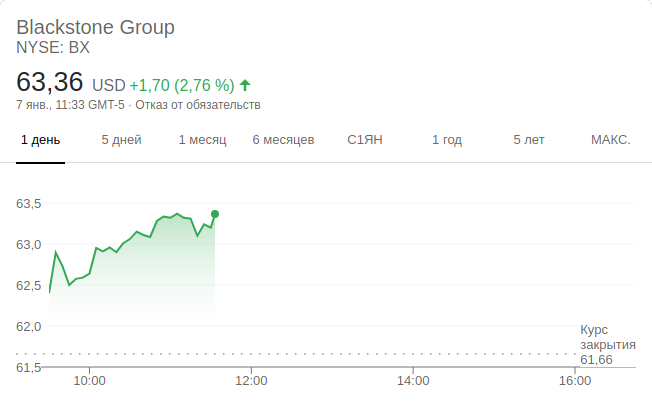 Blackstone Group
NYSE: BX
63,36 USD +1,70 (2,76 %)
7 янв., 11:33 GMT-5 · Отказ от обязательств
1 день 5 дней 1 месяц 6 месяцев С1ЯН 1 год 5 лет МАКС.
63,5
63,0
62,5
62,0
Курс
закрытия
61,66
61,5
10:00 12:00 14:00 16:00